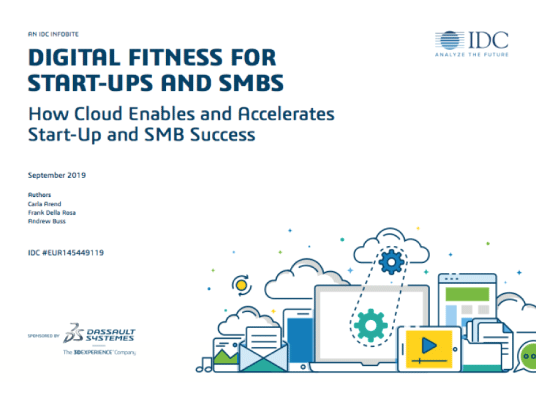 AN IDC INFOBITE
IDC
ANALYZE THE FUTURE
DIGITAL FITNESS FOR
START-UPS AND SMBS
How Cloud Enables and Accelerates
Start-Up and SMB Success
September 2019
Authors
Carla Arend
Frank Della Rosa
Andrew Buss
IDC #EUR145449119
SPONSORED BY
DASSAULT
SYSTEMES
The 3DEXPERIENCE Company